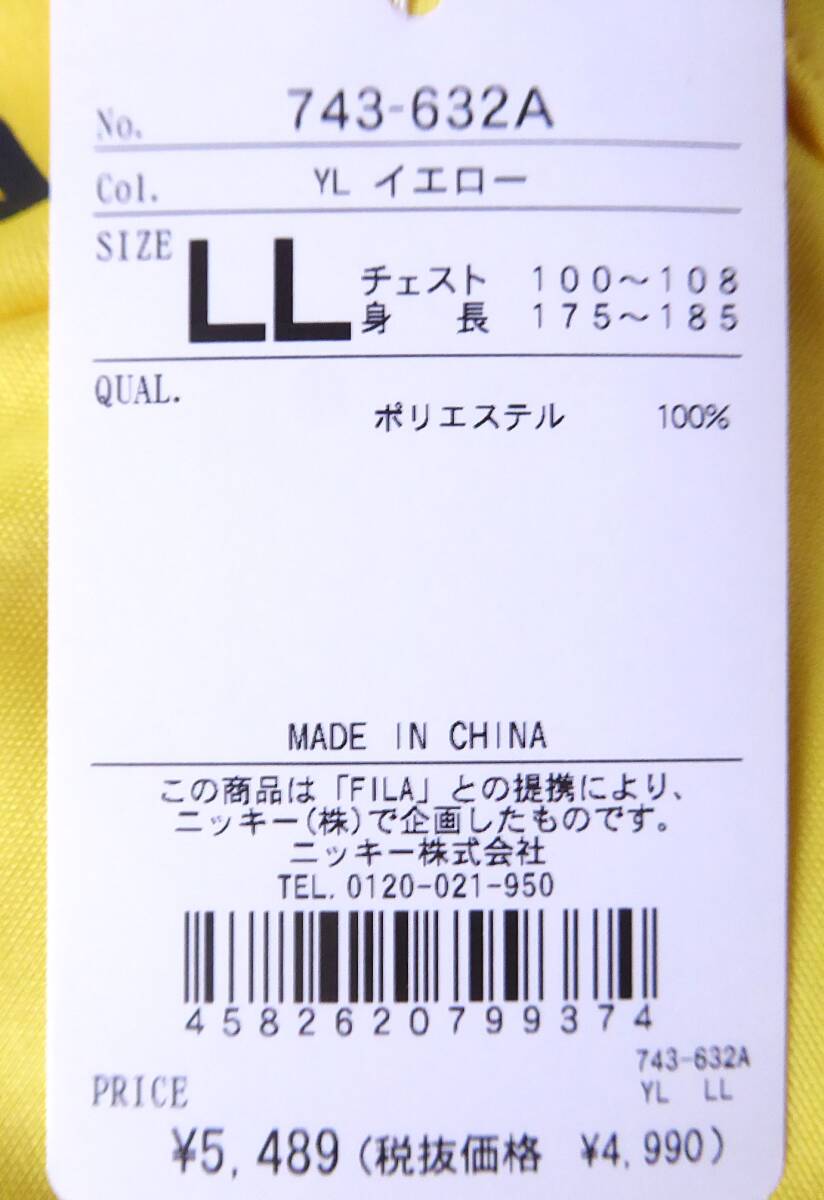 No. 743-632A
Col. YL イエロー
SIZE LL チェスト 100～108
身長 175～185
QUAL.
ポリエステル 100%
MADE IN CHINA
この商品は「FILA」との提携により、
ニッキー(株)で企画したものです。
ニッキー株式会社
TEL. 0120-021-950
4582620799374
743-632A
YL LL
PRICE
¥5,489(税抜価格 ¥4,990)